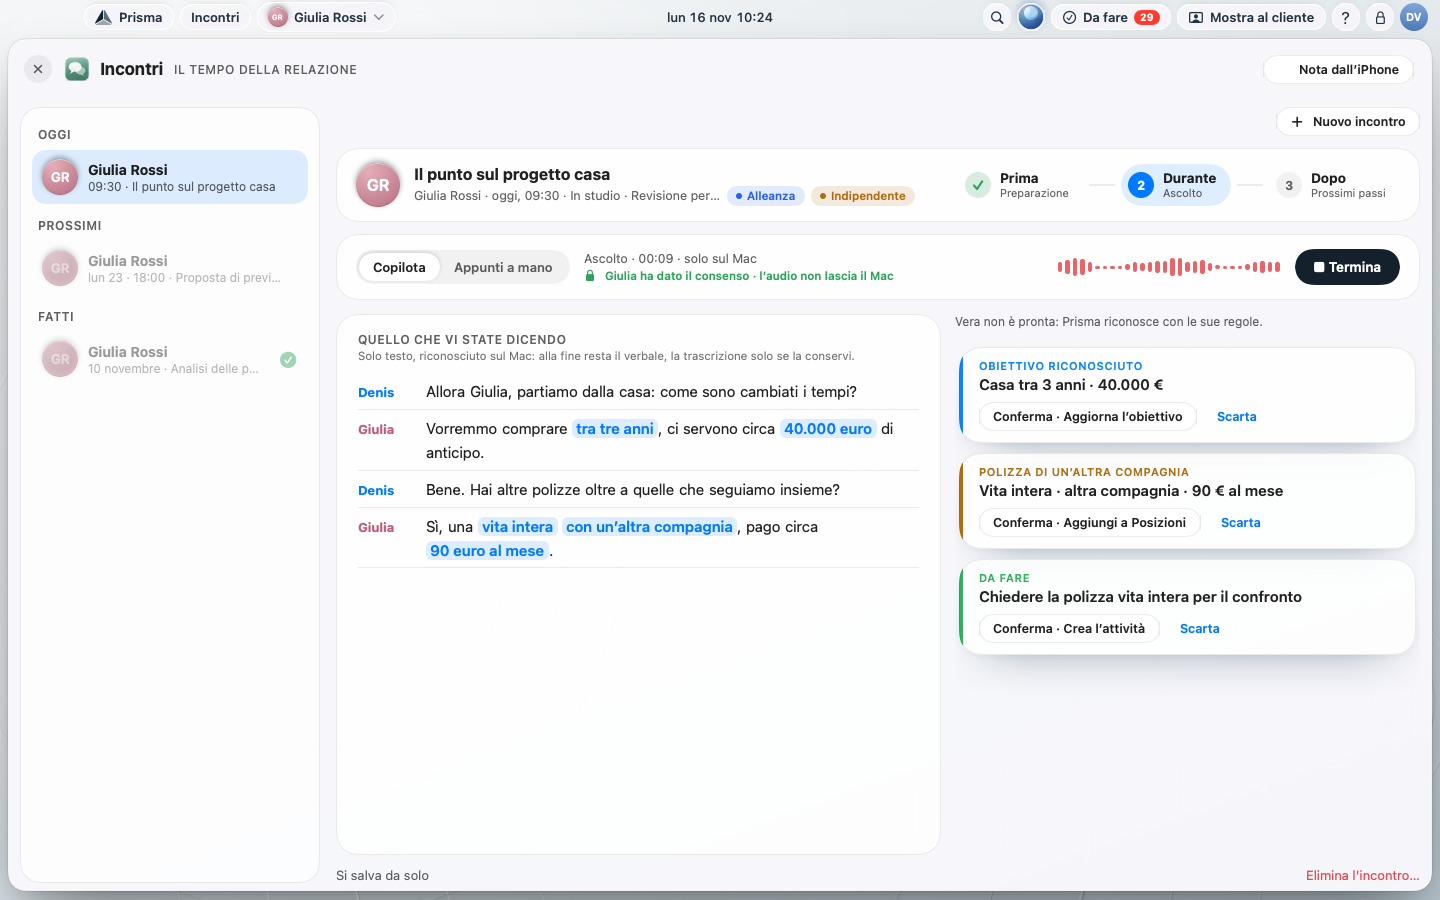 Prisma
Incontri
GR Giulia Rossi
lun 16 nov 10:24
Da fare 29
Mostra al cliente
?
DV
Incontri IL TEMPO DELLA RELAZIONE
Nota dall’iPhone
+ Nuovo incontro
OGGI
GR
Giulia Rossi
09:30 · Il punto sul progetto casa
PROSSIMI
GR
Giulia Rossi
lun 23 · 18:00 · Proposta di previ...
FATTI
GR
Giulia Rossi
10 novembre · Analisi delle p...
GR
Il punto sul progetto casa
Giulia Rossi · oggi, 09:30 · In studio · Revisione per... Alleanza Indipendente
Prima
Preparazione
2
Durante
Ascolto
3
Dopo
Prossimi passi
Copilota
Appunti a mano
Ascolto · 00:09 · solo sul Mac
Giulia ha dato il consenso · l’audio non lascia il Mac
Termina
QUELLO CHE VI STATE DICENDO
Solo testo, riconosciuto sul Mac: alla fine resta il verbale, la trascrizione solo se la conservi.
Denis Allora Giulia, partiamo dalla casa: come sono cambiati i tempi?
Giulia Vorremmo comprare tra tre anni, ci servono circa 40.000 euro di
anticipo.
Denis Bene. Hai altre polizze oltre a quelle che seguiamo insieme?
Giulia Sì, una vita intera con un’altra compagnia, pago circa
90 euro al mese.
Vera non è pronta: Prisma riconosce con le sue regole.
OBIETTIVO RICONOSCIUTO
Casa tra 3 anni · 40.000 €
Conferma · Aggiorna l’obiettivo Scarta
POLIZZA DI UN’ALTRA COMPAGNIA
Vita intera · altra compagnia · 90 € al mese
Conferma · Aggiungi a Posizioni Scarta
DA FARE
Chiedere la polizza vita intera per il confronto
Conferma · Crea l’attività Scarta
Si salva da solo
Elimina l'incontro...